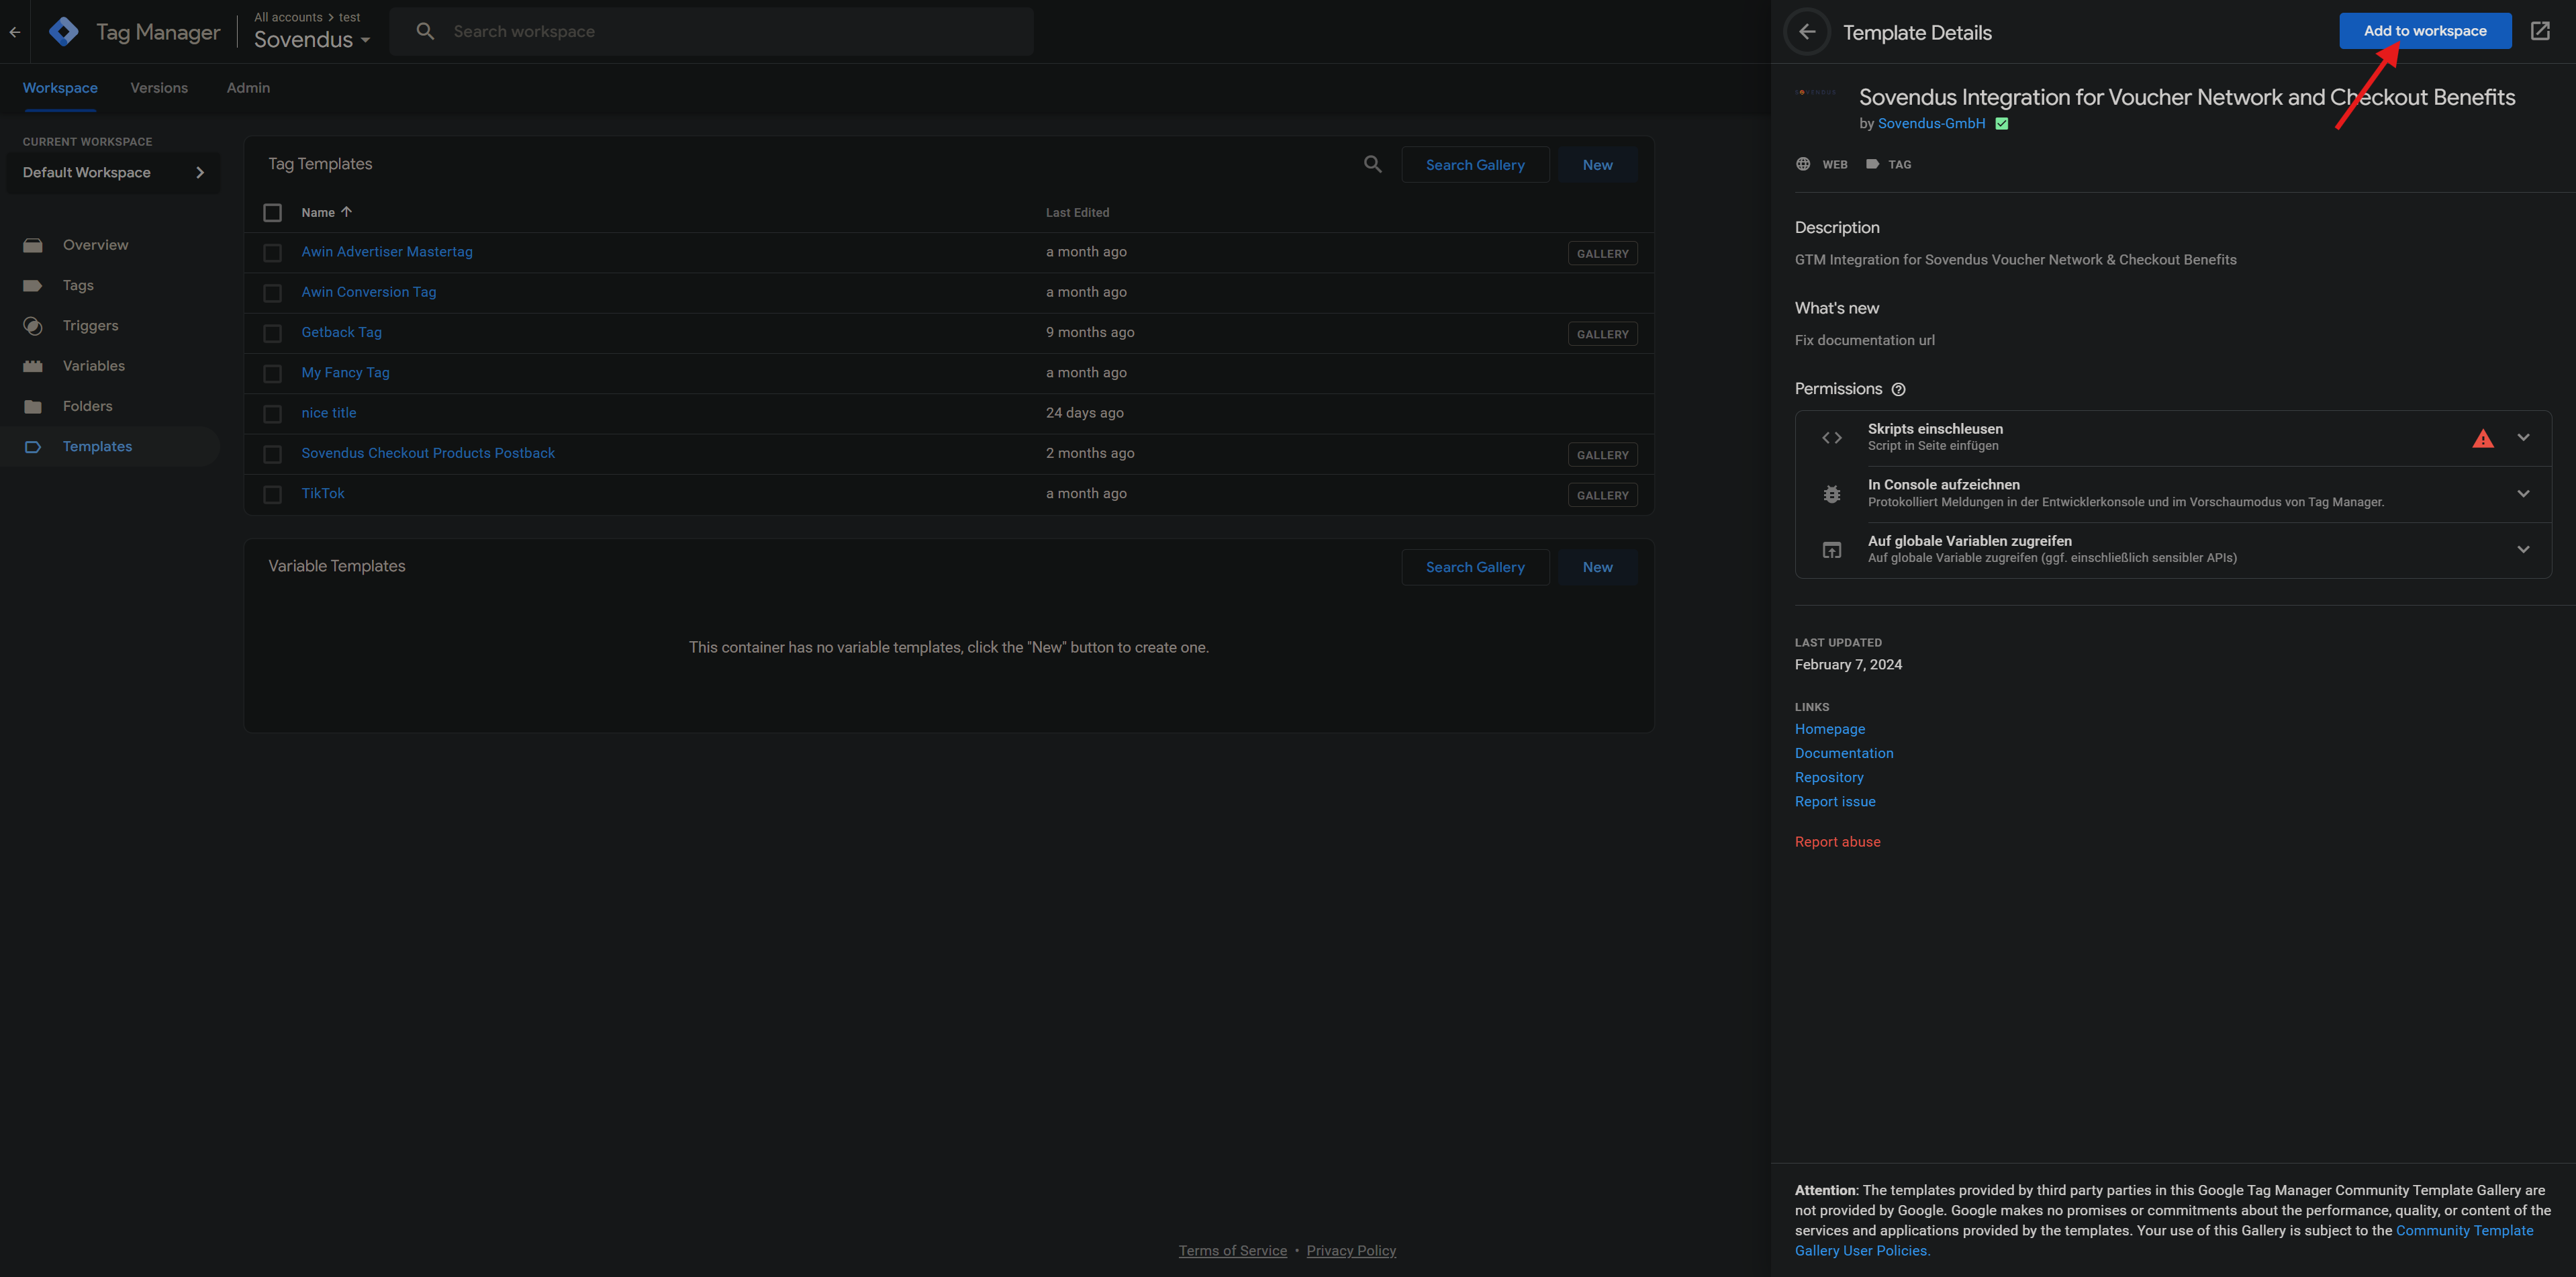 Tag Manager
All accounts > test
Sovendus
Search workspace
Workspace
Versions
Admin
CURRENT WORKSPACE
Default Workspace
Overview
Tags
Triggers
Variables
Folders
Templates
Tag Templates
Search Gallery
New
Name
Last Edited
Awin Advertiser Mastertag a month ago GALLERY
Awin Conversion Tag a month ago
Getback Tag 9 months ago GALLERY
My Fancy Tag a month ago
nice title 24 days ago
Sovendus Checkout Products Postback 2 months ago GALLERY
TikTok a month ago GALLERY
Variable Templates
Search Gallery
New
This container has no variable templates, click the "New" button to create one.
Terms of Service • Privacy Policy
Template Details
Add to workspace
SOVENDUS
Sovendus Integration for Voucher Network and Checkout Benefits
by Sovendus-GmbH
WEB TAG
Description
GTM Integration for Sovendus Voucher Network & Checkout Benefits
What's new
Fix documentation url
Permissions
Skripts einschleusen
Script in Seite einfügen
In Console aufzeichnen
Protokolliert Meldungen in der Entwicklerkonsole und im Vorschaumodus von Tag Manager.
Auf globale Variablen zugreifen
Auf globale Variable zugreifen (ggf. einschließlich sensibler APIs)
LAST UPDATED
February 7, 2024
LINKS
Homepage
Documentation
Repository
Report issue
Report abuse
Attention: The templates provided by third party parties in this Google Tag Manager Community Template Gallery are
not provided by Google. Google makes no promises or commitments about the performance, quality, or content of the
services and applications provided by the templates. Your use of this Gallery is subject to the Community Template
Gallery User Policies.